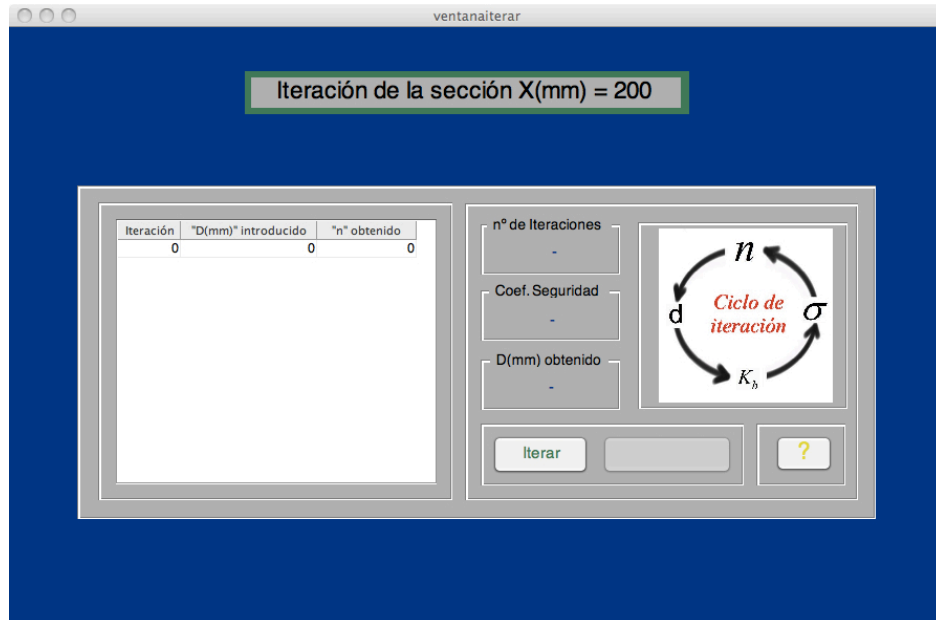 ventanaiterar
Iteración de la sección X(mm) = 200
Iteración "D(mm)" introducido "n" obtenido
0 0 0
nº de Iteraciones
-
Coef. Seguridad
-
D(mm) obtenido
-
n
d
Ciclo de
iteración
σ
K_b
Iterar
?